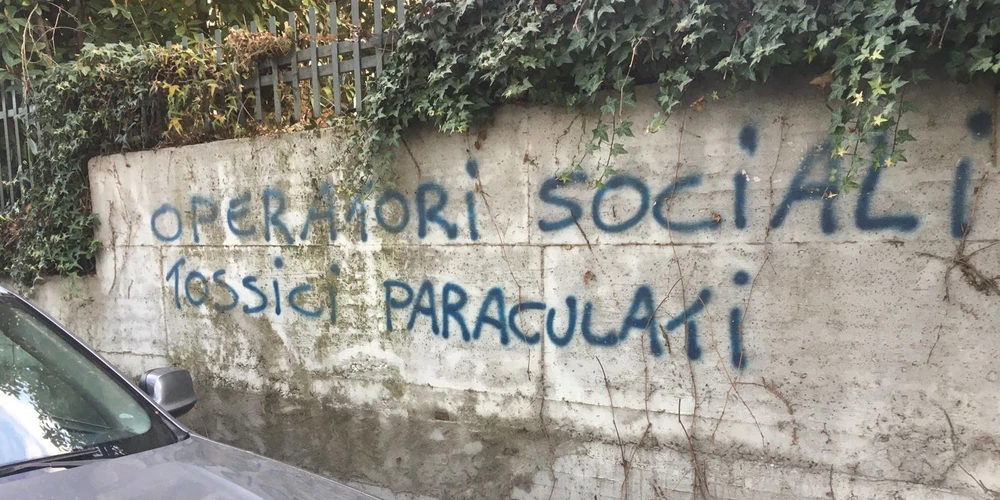 OPERATORi SOCiALi
TOSSiCi PARACULATi